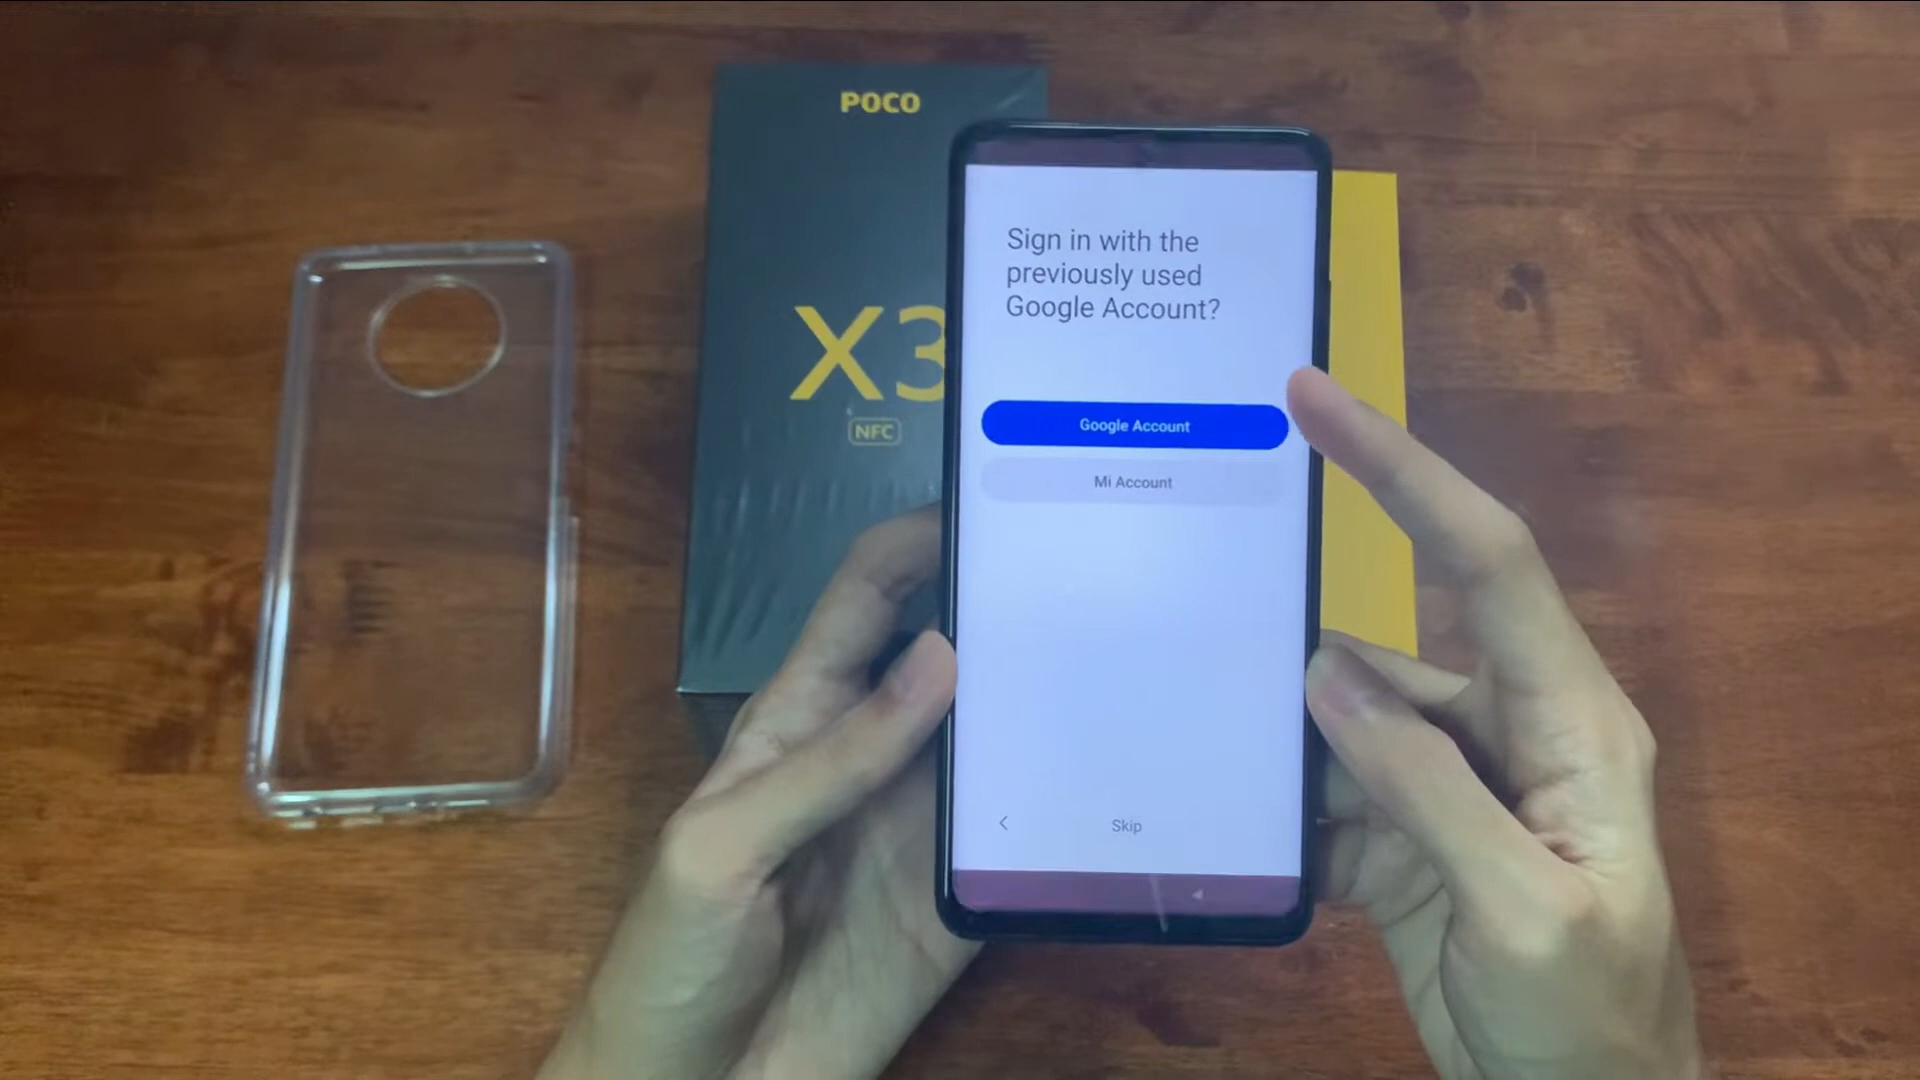 POCO
X3
NFC
Sign in with the
previously used
Google Account?
Google Account
Mi Account
Skip